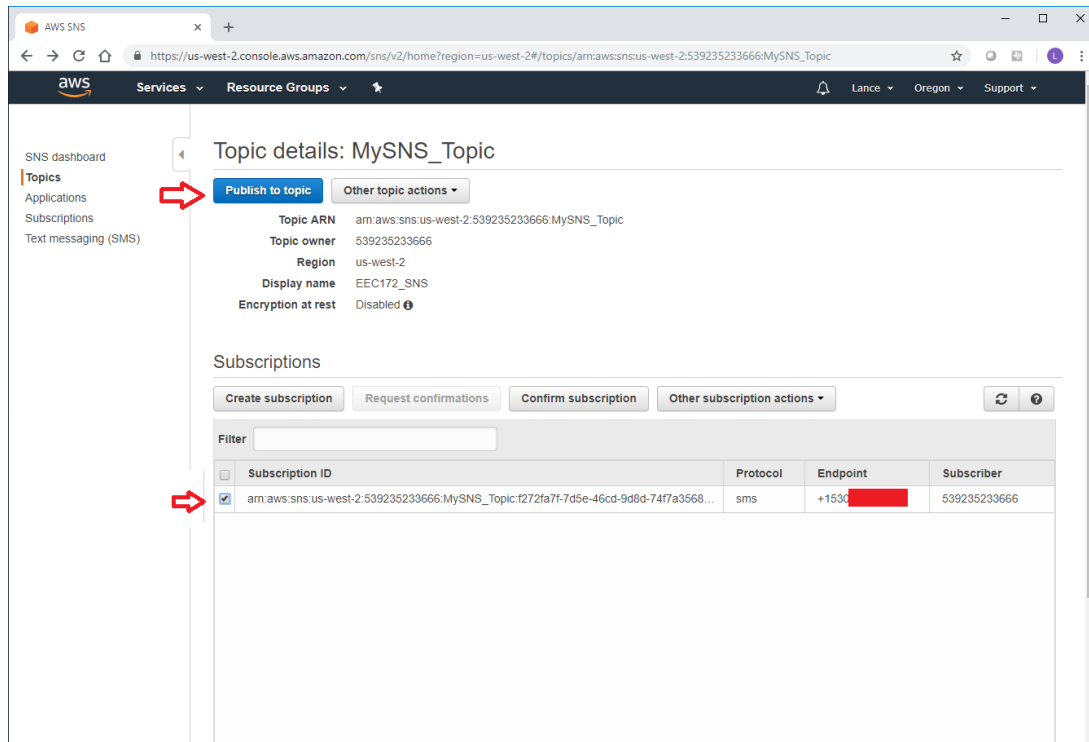 AWS SNS
https://us-west-2.console.aws.amazon.com/sns/v2/home?region=us-west-2#/topics/arn:aws:sns:us-west-2:539235233666:MySNS_Topic
L
aws
Services
Resource Groups
Lance
Oregon
Support
SNS dashboard
Topics
Applications
Subscriptions
Text messaging (SMS)
Topic details: MySNS_Topic
Publish to topic
Other topic actions
Topic ARN arn:aws:sns:us-west-2:539235233666:MySNS_Topic
Topic owner 539235233666
Region us-west-2
Display name EEC172_SNS
Encryption at rest Disabled
Subscriptions
Create subscription
Request confirmations
Confirm subscription
Other subscription actions
Filter
Subscription ID Protocol Endpoint Subscriber
arn:aws:sns:us-west-2:539235233666:MySNS_Topic:f272fa7f-7d5e-46cd-9d8d-74f7a3568... sms +1530 539235233666